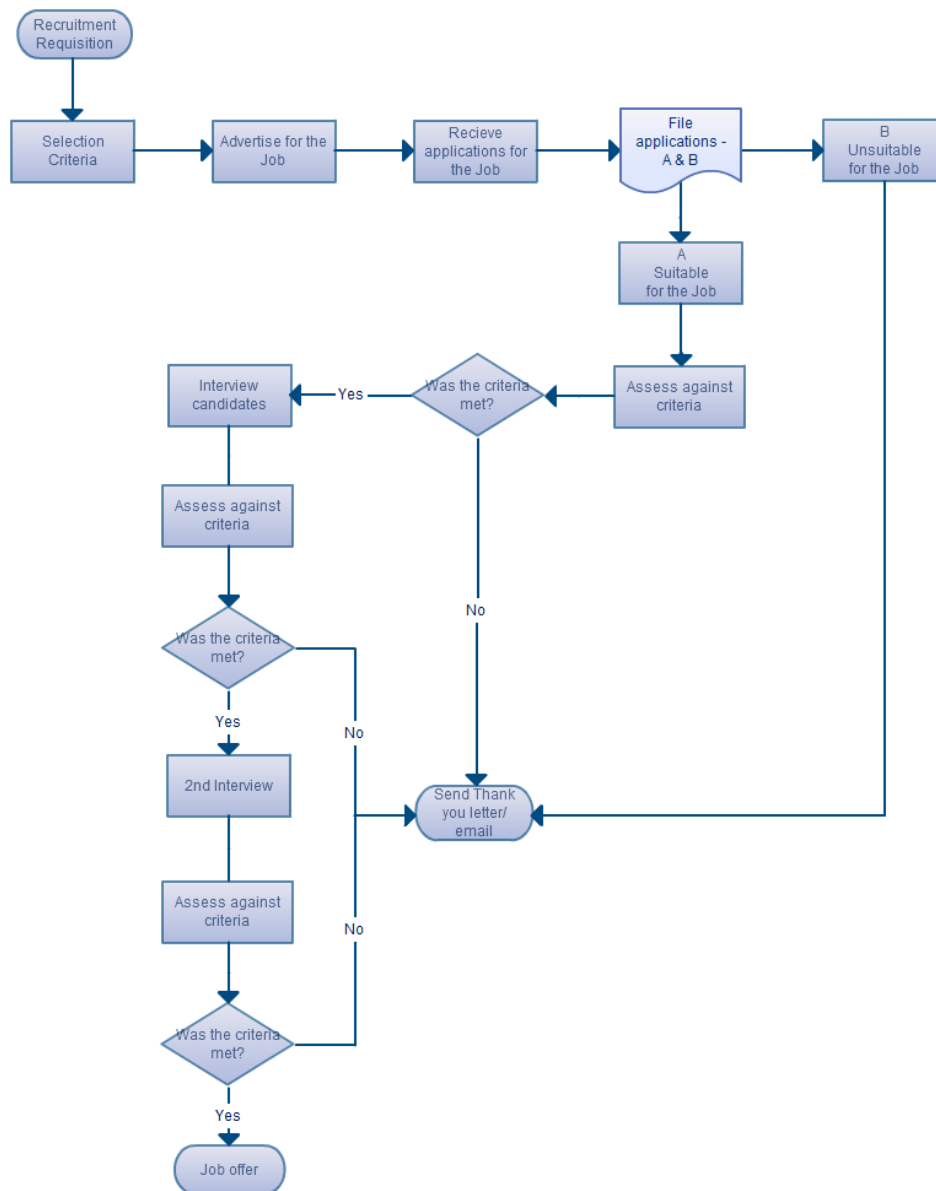 Recruitment
Requisition
Selection
Criteria
Advertise for the
Job
Recieve
applications for
the Job
File
applications -
A & B
B
Unsuitable
for the Job
A
Suitable
for the Job
Assess against
criteria
Was the criteria
met?
Yes
Interview
candidates
Assess against
criteria
No
Was the criteria
met?
Yes
No
2nd Interview
Send Thank
you letter/
email
Assess against
criteria
No
Was the criteria
met?
Yes
Job offer